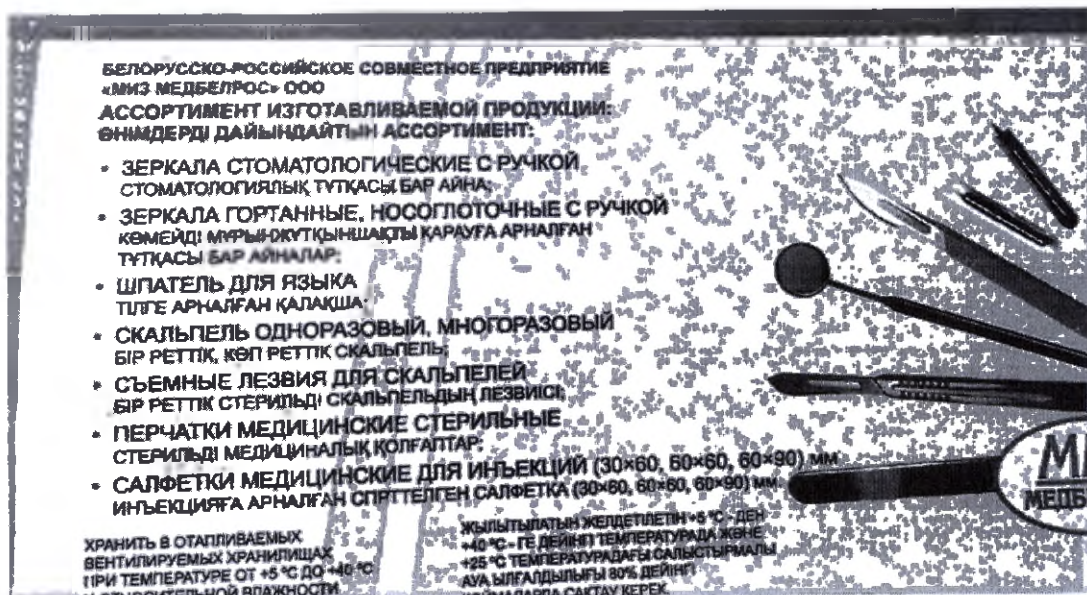 БЕЛОРУССКО-РОССИЙСКОЕ СОВМЕСТНОЕ ПРЕДПРИЯТИЕ
«МИЗ МЕДБЕЛРОС» ООО
АССОРТИМЕНТ ИЗГОТАВЛИВАЕМОЙ ПРОДУКЦИИ:
ӨНІМДЕРДІ ДАЙЫНДАЙТЫН АССОРТИМЕНТ:
• ЗЕРКАЛА СТОМАТОЛОГИЧЕСКИЕ С РУЧКОЙ
СТОМАТОЛОГИЯЛЫҚ ТҰТҚАСЫ БАР АЙНА;
• ЗЕРКАЛА ГОРТАННЫЕ, НОСОГЛОТОЧНЫЕ С РУЧКОЙ
КӨМЕЙДІ МҰРЫНЖҰТҚЫНШАҚТЫ ҚАРАУҒА АРНАЛҒАН
ТҰТҚАСЫ БАР АЙНАЛАР;
• ШПАТЕЛЬ ДЛЯ ЯЗЫКА
ТІЛГЕ АРНАЛҒАН ҚАЛАҚША;
• СКАЛЬПЕЛЬ ОДНОРАЗОВЫЙ, МНОГОРАЗОВЫЙ
БІР РЕТТІК, КӨП РЕТТІК СКАЛЬПЕЛЬ;
• СЪЕМНЫЕ ЛЕЗВИЯ ДЛЯ СКАЛЬПЕЛЕЙ
БІР РЕТТІК СТЕРИЛЬДІ СКАЛЬПЕЛЬДЫҢ ЛЕЗВИІСІ;
• ПЕРЧАТКИ МЕДИЦИНСКИЕ СТЕРИЛЬНЫЕ
СТЕРИЛЬДІ МЕДИЦИНАЛЫҚ ҚОЛҒАПТАР;
• САЛФЕТКИ МЕДИЦИНСКИЕ ДЛЯ ИНЪЕКЦИЙ (30×60, 60×60, 60×90) мм
ИНЪЕКЦИЯҒА АРНАЛҒАН СПИРТТЕЛГЕН САЛФЕТКА (30×60, 60×60, 60×90) мм
ХРАНИТЬ В ОТАПЛИВАЕМЫХ
ВЕНТИЛИРУЕМЫХ ХРАНИЛИЩАХ
ПРИ ТЕМПЕРАТУРЕ ОТ +5 °С ДО +40 °С
ОТНОСИТЕЛЬНОЙ ВЛАЖНОСТИ
ЖЫЛЫТЫЛАТЫН ЖЕЛДЕТІЛЕТІН +5 °С - ДЕН
+40 °С - ГЕ ДЕЙІНГІ ТЕМПЕРАТУРАДА ЖӘНЕ
+25 °С ТЕМПЕРАТУРАДАҒЫ САЛЫСТЫРМАЛЫ
АУА ЫЛҒАЛДЫЛЫҒЫ 80% ДЕЙІНГІ
ҚОЙМАЛАРДА САҚТАУ КЕРЕК.